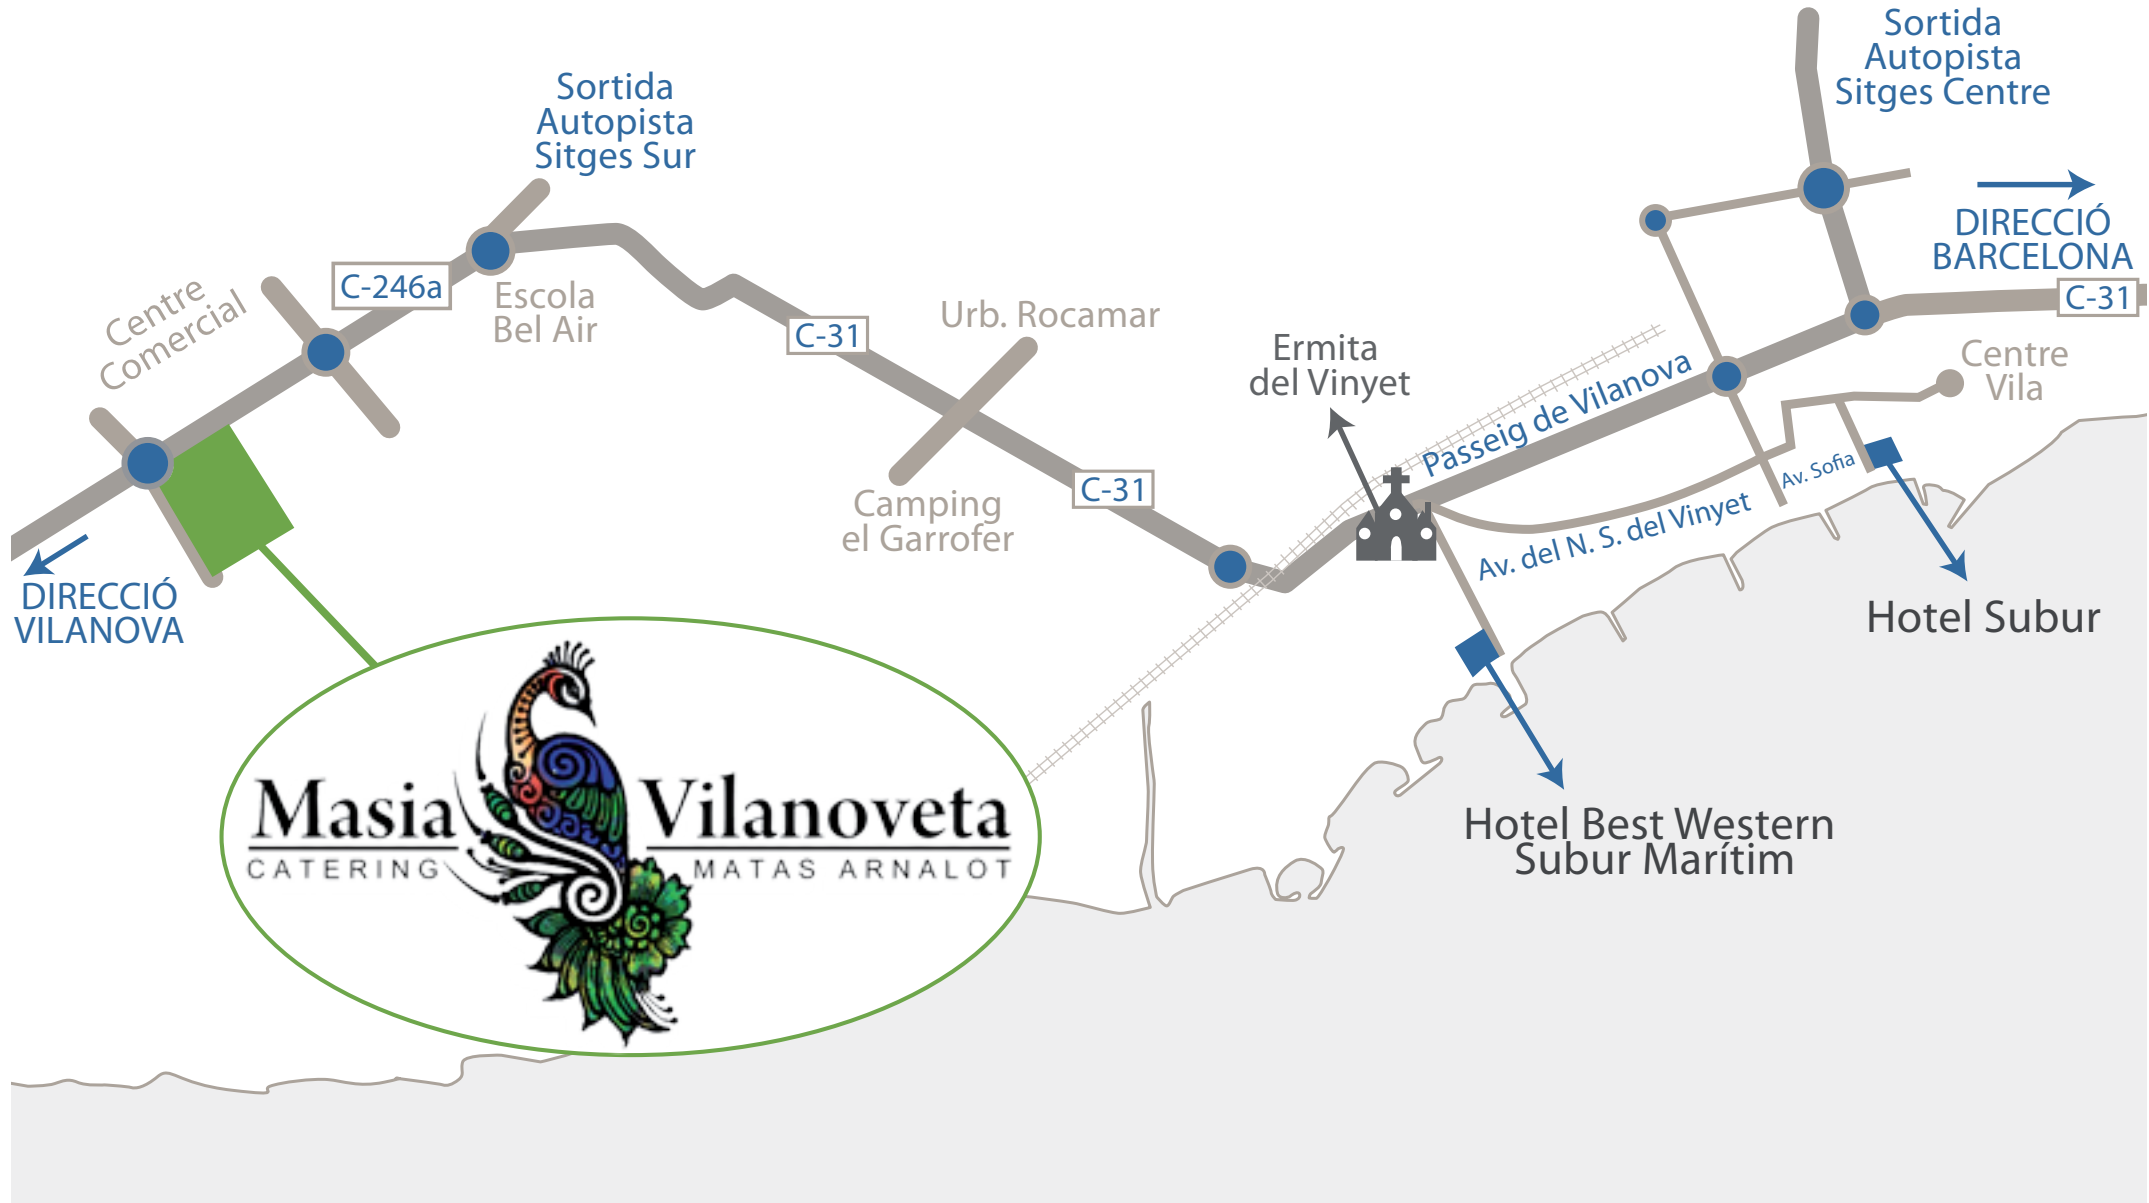 Sortida
Autopista
Sitges Centre
Sortida
Autopista
Sitges Sur
DIRECCIÓ
BARCELONA
C-31
C-246a
Centre
Comercial
Escola
Bel Air
C-31
Urb. Rocamar
Ermita
del Vinyet
Passeig de Vilanova
Centre
Vila
C-31
Camping
el Garrofer
Av. Sofia
Av. del N. S. del Vinyet
DIRECCIÓ
VILANOVA
Hotel Subur
Masia Vilanoveta
CATERING MATAS ARNALOT
Hotel Best Western
Subur Marítim